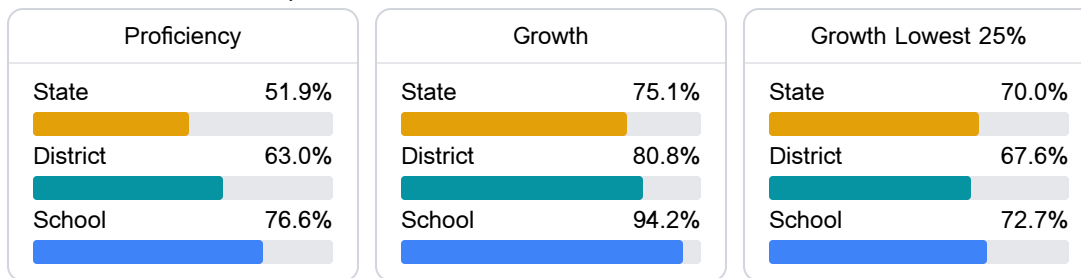 Proficiency
State 51.9%
District 63.0%
School 76.6%
Growth
State 75.1%
District 80.8%
School 94.2%
Growth Lowest 25%
State 70.0%
District 67.6%
School 72.7%